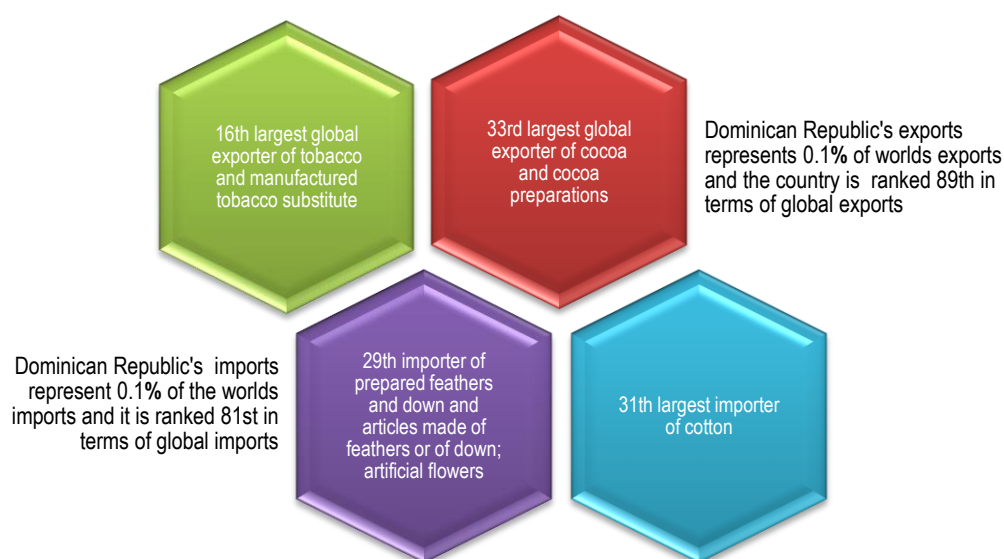 16th largest global
exporter of tobacco
and manufactured
tobacco substitute
33rd largest global
exporter of cocoa
and cocoa
preparations
Dominican Republic's exports
represents 0.1% of worlds exports
and the country is ranked 89th in
terms of global exports
Dominican Republic's imports
represent 0.1% of the worlds
imports and it is ranked 81st in
terms of global imports
29th importer of
prepared feathers
and down and
articles made of
feathers or of down;
artificial flowers
31th largest importer
of cotton